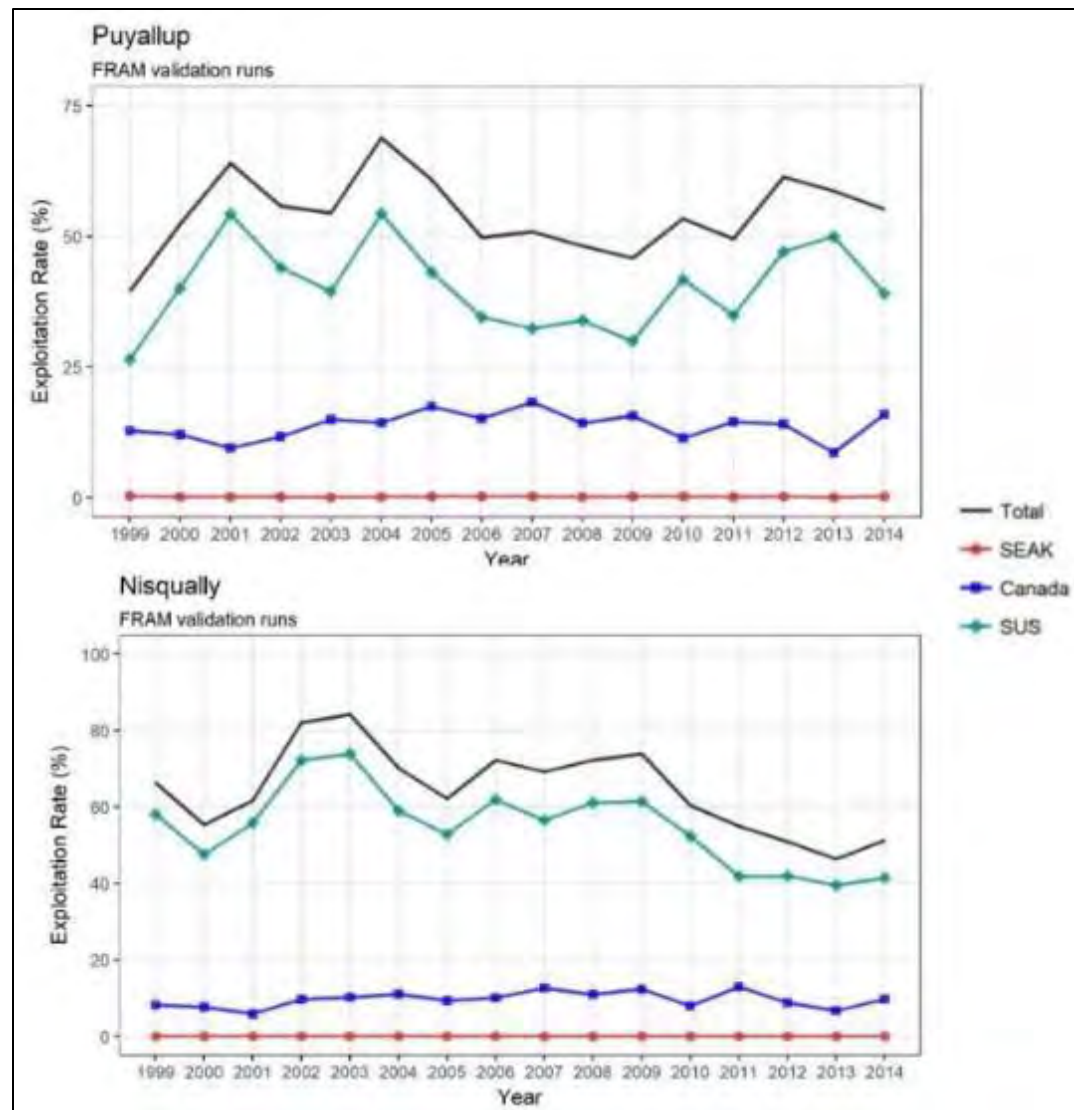 Puyallup
FRAM validation runs
75
50
25
0
Exploitation Rate (%)
1999 2000 2001 2002 2003 2004 2005 2006 2007 2008 2009 2010 2011 2012 2013 2014
Year
Nisqually
FRAM validation runs
100
80
60
40
20
0
Exploitation Rate (%)
1999 2000 2001 2002 2003 2004 2005 2006 2007 2008 2009 2010 2011 2012 2013 2014
Year
Total
SEAK
Canada
SUS